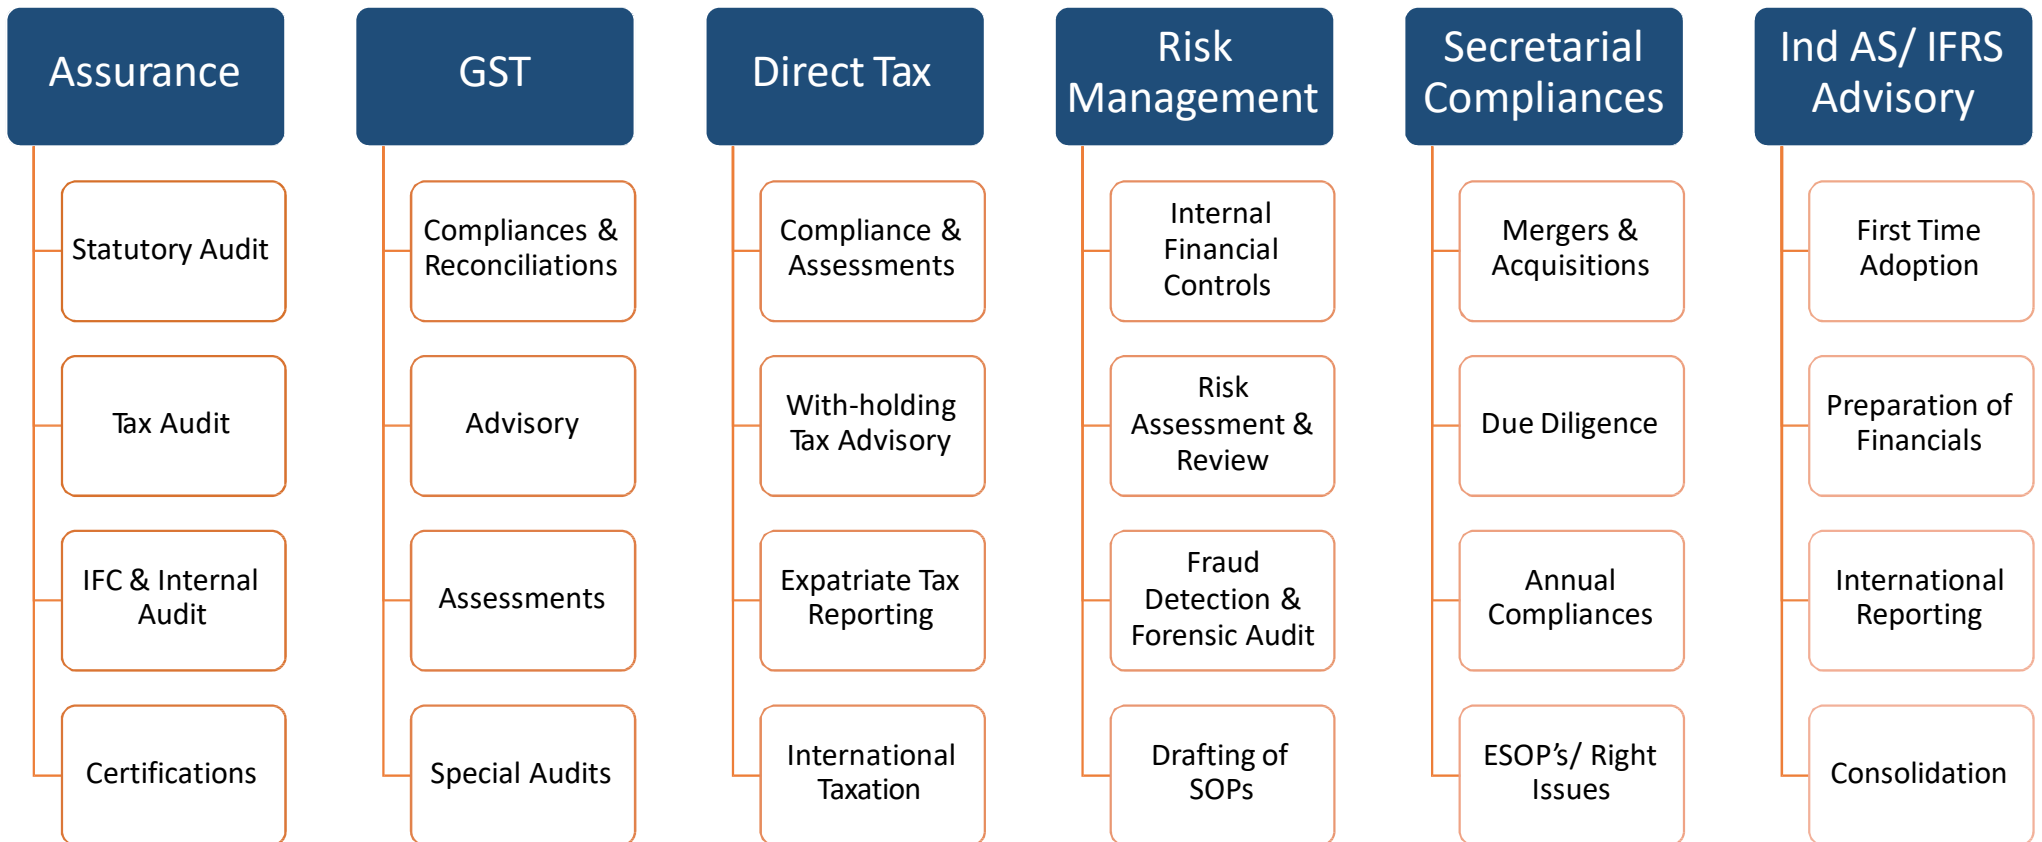 Assurance
Statutory Audit
Tax Audit
IFC & Internal
Audit
Certifications
GST
Compliances &
Reconciliations
Advisory
Assessments
Special Audits
Direct Tax
Compliance &
Assessments
With-holding
Tax Advisory
Expatriate Tax
Reporting
International
Taxation
Risk
Management
Internal
Financial
Controls
Risk
Assessment &
Review
Fraud
Detection &
Forensic Audit
Drafting of
SOPs
Secretarial
Compliances
Mergers &
Acquisitions
Due Diligence
Annual
Compliances
ESOP’s/ Right
Issues
Ind AS/ IFRS
Advisory
First Time
Adoption
Preparation of
Financials
International
Reporting
Consolidation